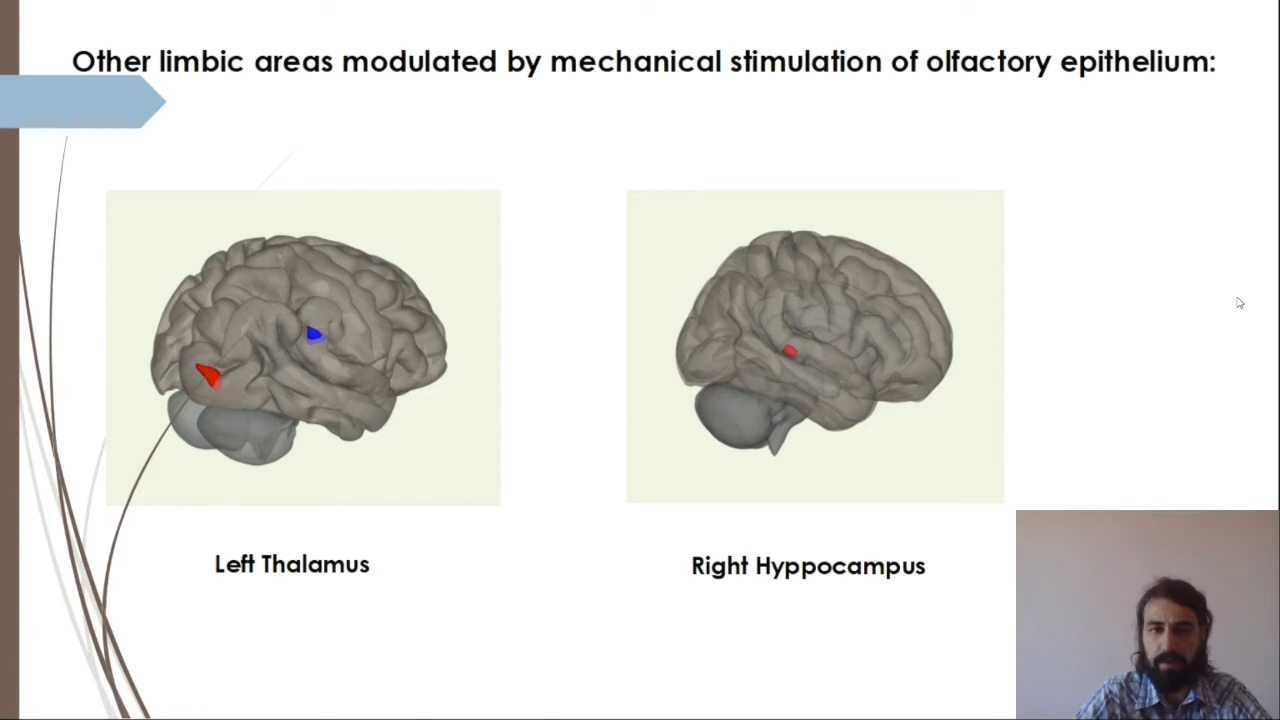 Other limbic areas modulated by mechanical stimulation of olfactory epithelium:
Left Thalamus
Right Hyppocampus